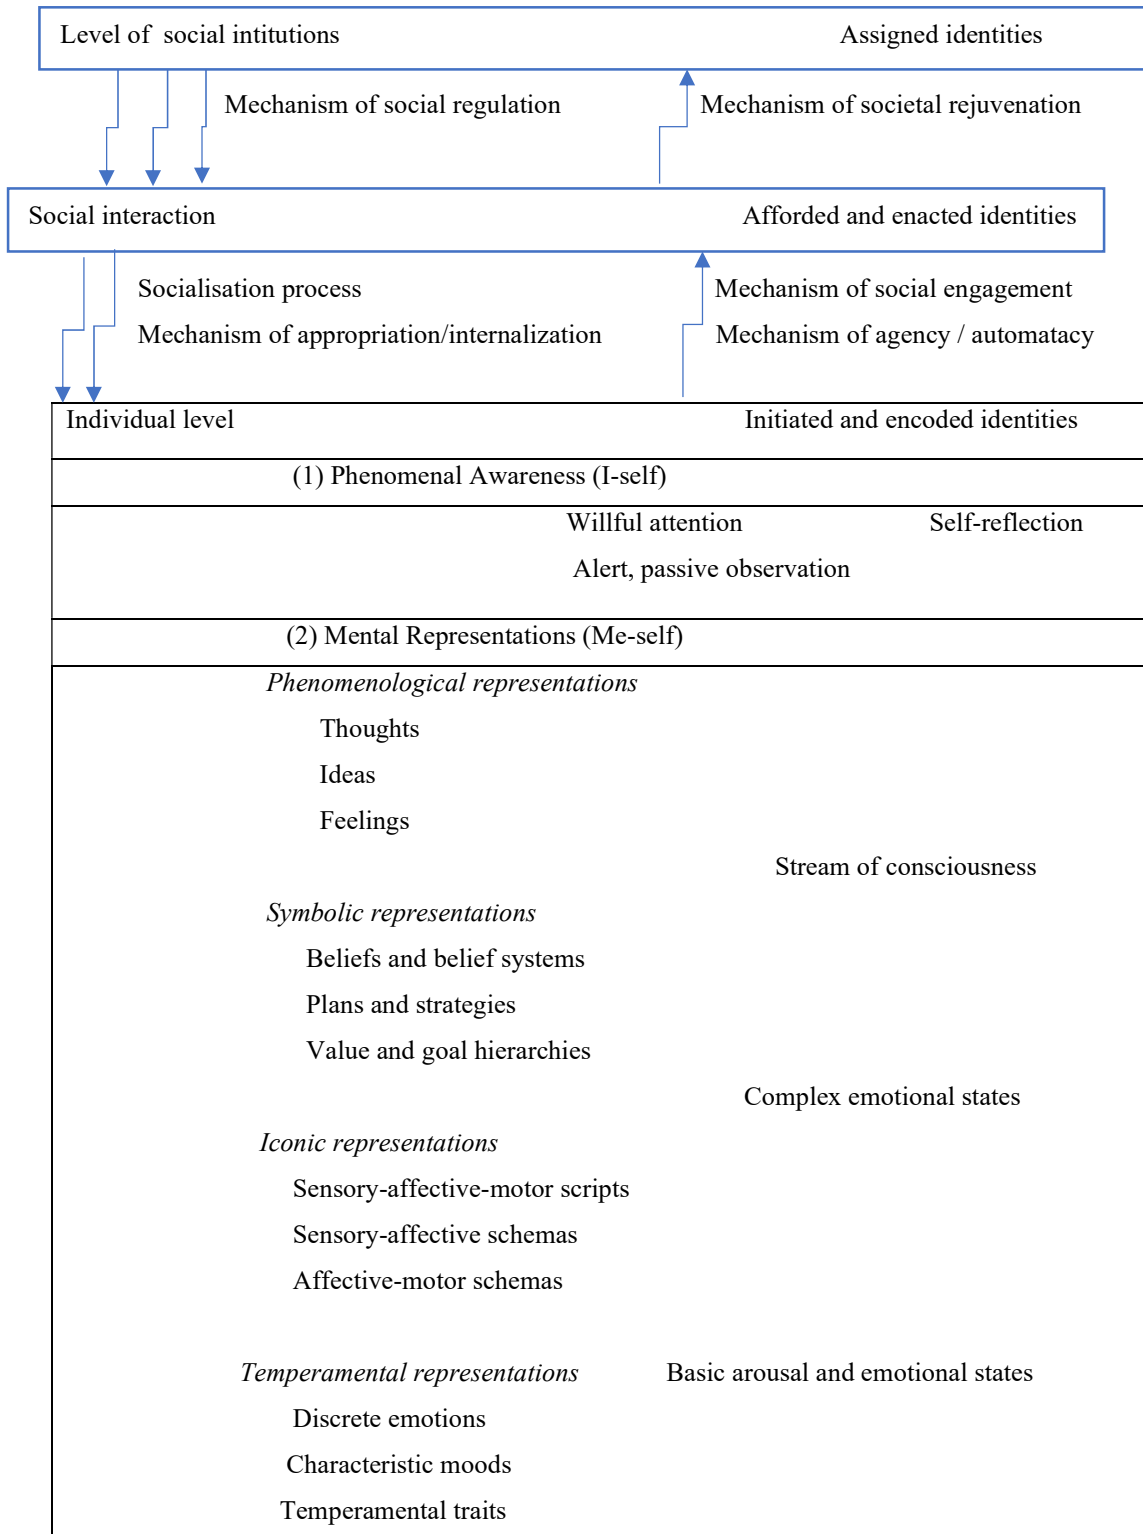 Level of  social intitutions Assigned identities
Mechanism of social regulation Mechanism of societal rejuvenation
Social interaction Afforded and enacted identities
Socialisation process Mechanism of social engagement
Mechanism of appropriation/internalization Mechanism of agency / automatacy
Individual level Initiated and encoded identities
(1) Phenomenal Awareness (I-self)
Willful attention Self-reflection
Alert, passive observation
(2) Mental Representations (Me-self)
Phenomenological representations
Thoughts
Ideas
Feelings
Stream of consciousness
Symbolic representations
Beliefs and belief systems
Plans and strategies
Value and goal hierarchies
Complex emotional states
Iconic representations
Sensory-affective-motor scripts
Sensory-affective schemas
Affective-motor schemas
Temperamental representations Basic arousal and emotional states
Discrete emotions
Characteristic moods
Temperamental traits